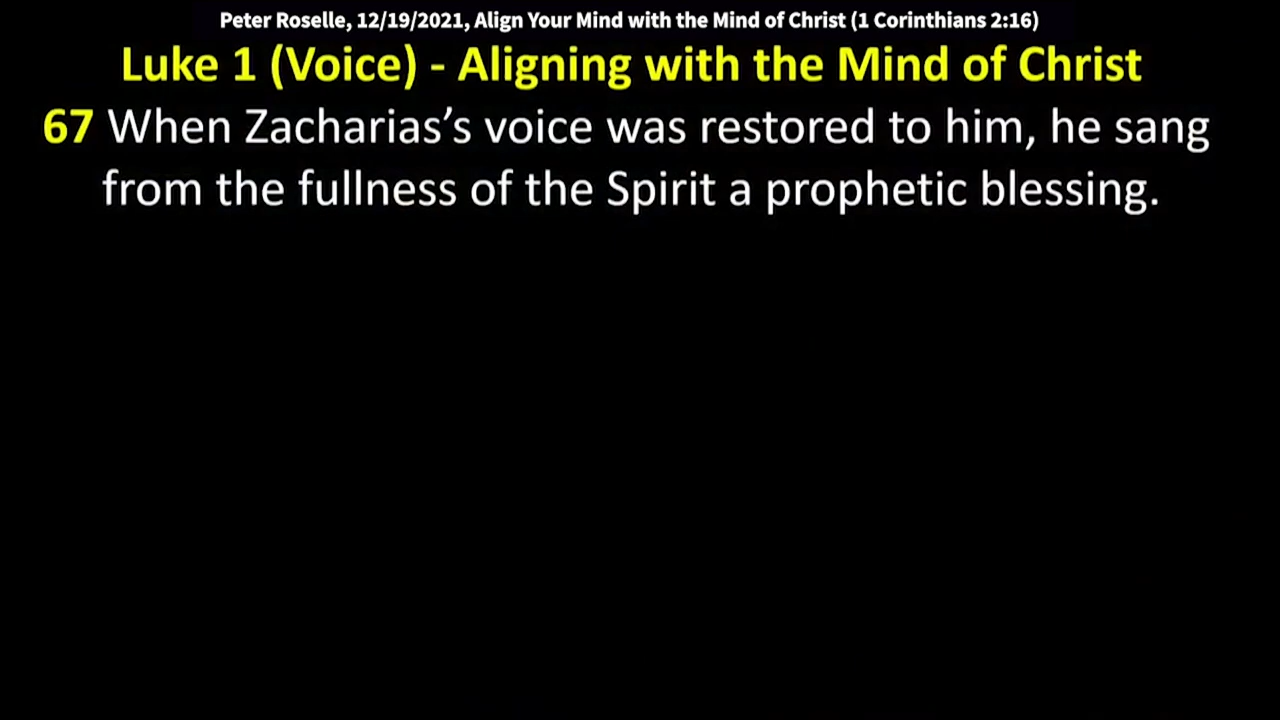 Peter Roselle, 12/19/2021, Align Your Mind with the Mind of Christ (1 Corinthians 2:16)
Luke 1 (Voice) - Aligning with the Mind of Christ
67 When Zacharias’s voice was restored to him, he sang
from the fullness of the Spirit a prophetic blessing.